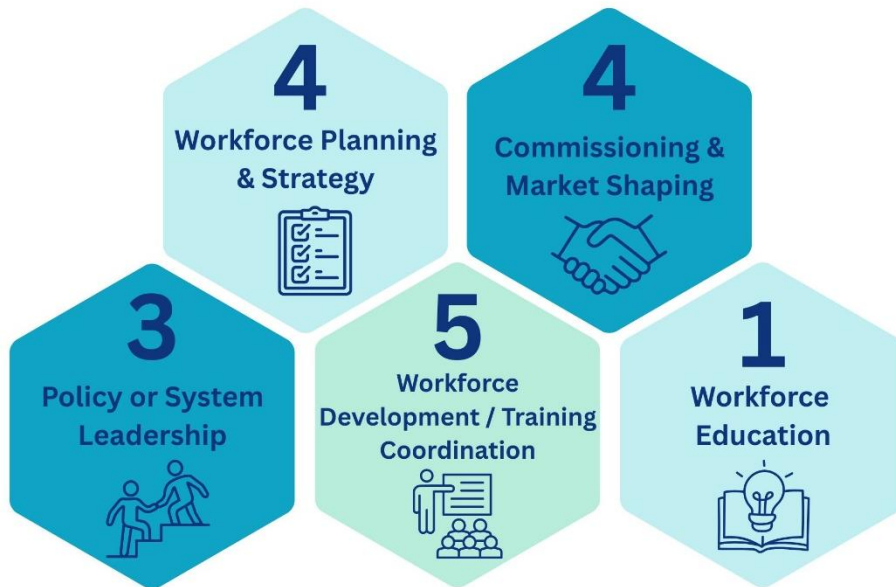 4
Workforce Planning
& Strategy
4
Commissioning &
Market Shaping
3
Policy or System
Leadership
5
Workforce
Development / Training
Coordination
1
Workforce
Education